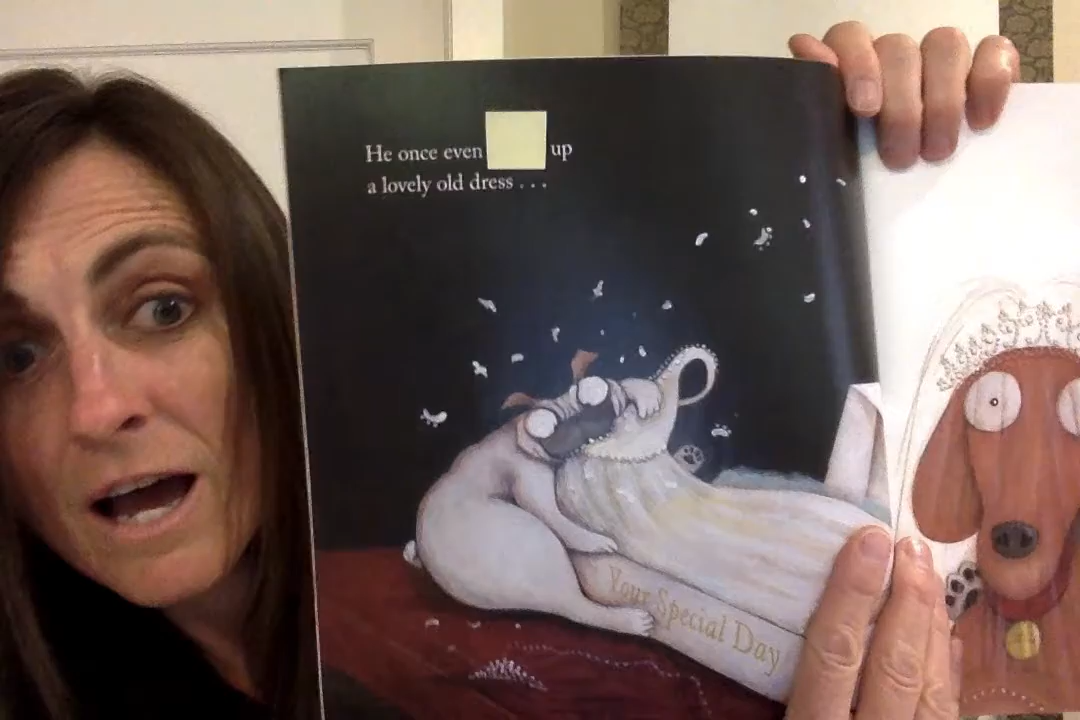 He once even up
a lovely old dress . . .
Your Special Day